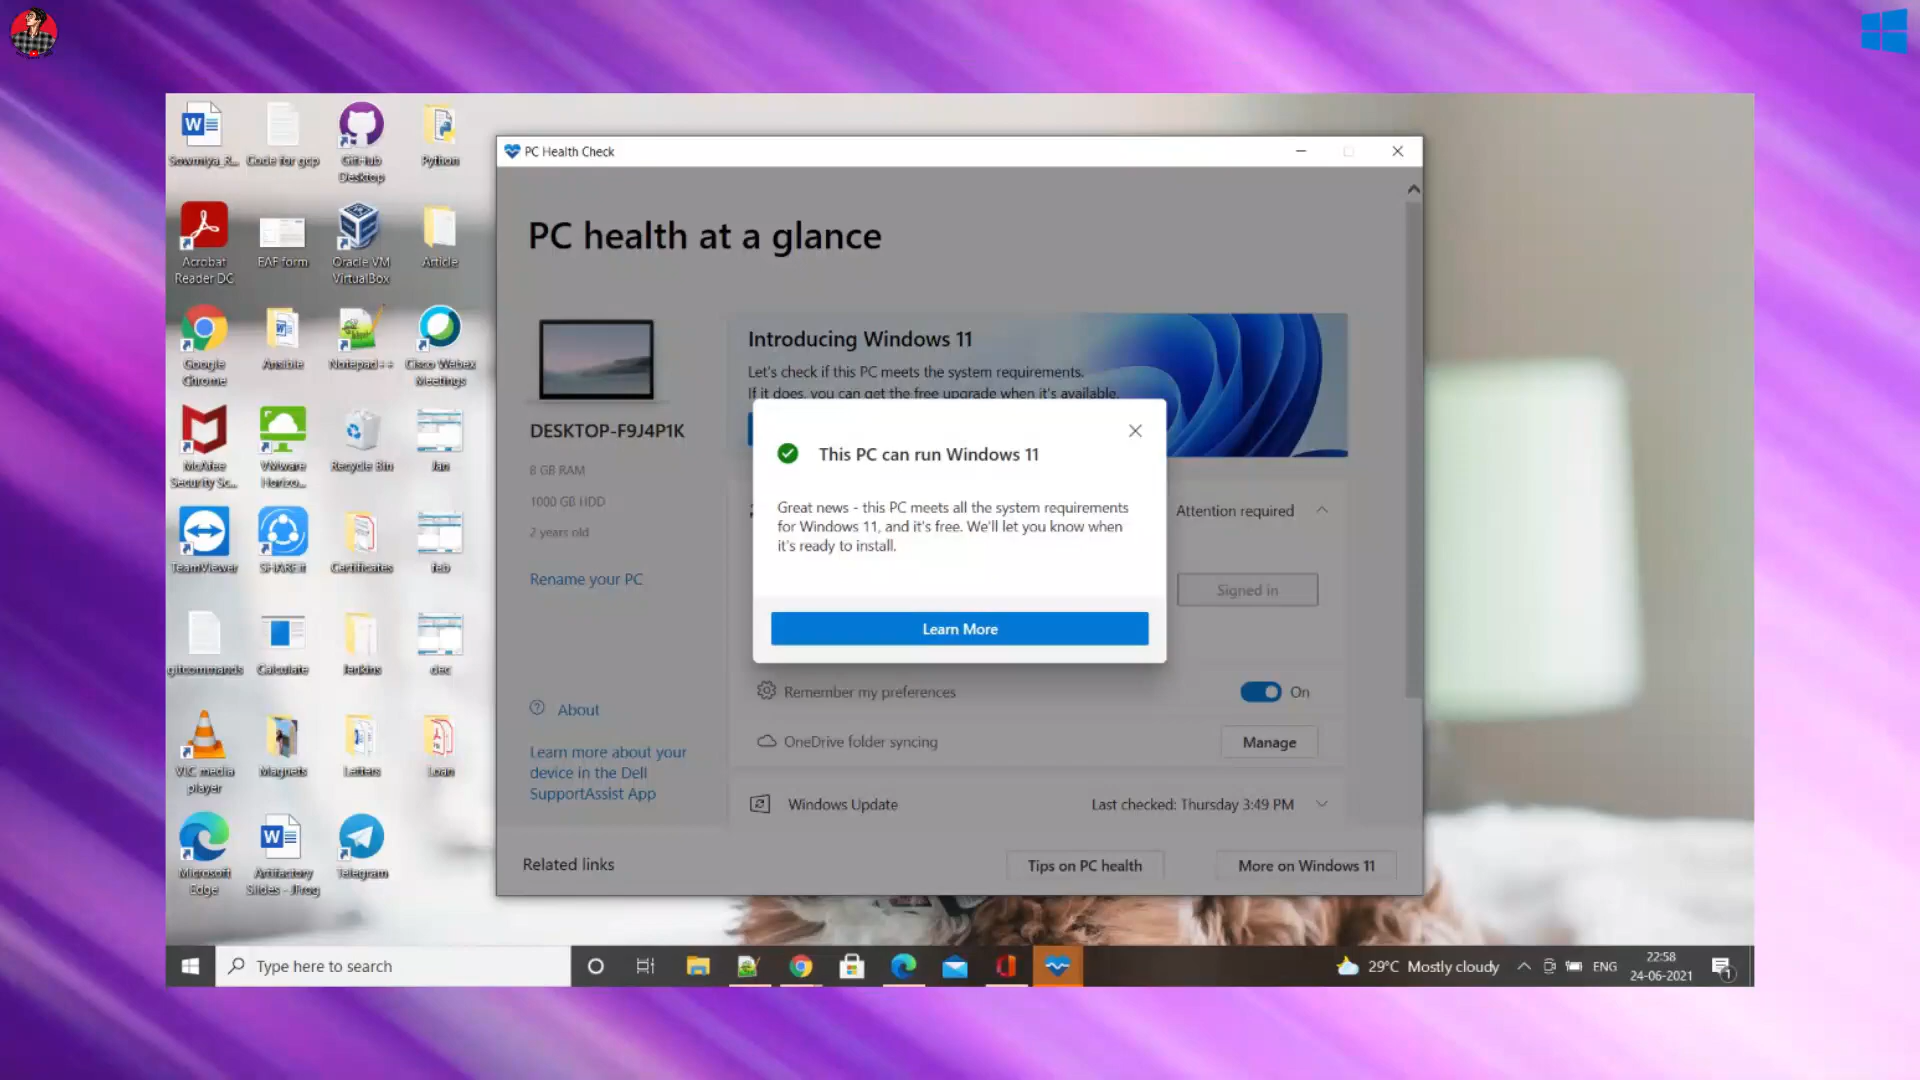 Sowmiya_R...
Code for gcp
GitHub
Desktop
Python
Acrobat
Reader DC
EAF form
Oracle VM
VirtualBox
Article
Google
Chrome
Ansible
Notepad++
Cisco Webex
Meetings
McAfee
Security Sc...
VMware
Horizo...
Recycle Bin
Jan
TeamViewer
SHAREit
Certificates
feb
gitcommands
Calculate
Jenkins
dec
VLC media
player
Magnets
Letters
Loan
Microsoft
Edge
Artifactory
Slides - JFrog
Telegram
PC Health Check
PC health at a glance
DESKTOP-F9J4P1K
8 GB RAM
1000 GB HDD
2 years old
Rename your PC
About
Learn more about your
device in the Dell
SupportAssist App
Introducing Windows 11
Let's check if this PC meets the system requirements.
If it does, you can get the free upgrade when it's available.
This PC can run Windows 11
Great news - this PC meets all the system requirements
for Windows 11, and it's free. We'll let you know when
it's ready to install.
Learn More
Attention required
Signed in
Remember my preferences
On
OneDrive folder syncing
Manage
Windows Update
Last checked: Thursday 3:49 PM
Related links
Tips on PC health
More on Windows 11
Type here to search
29°C Mostly cloudy
ENG
22:58
24-06-2021
1